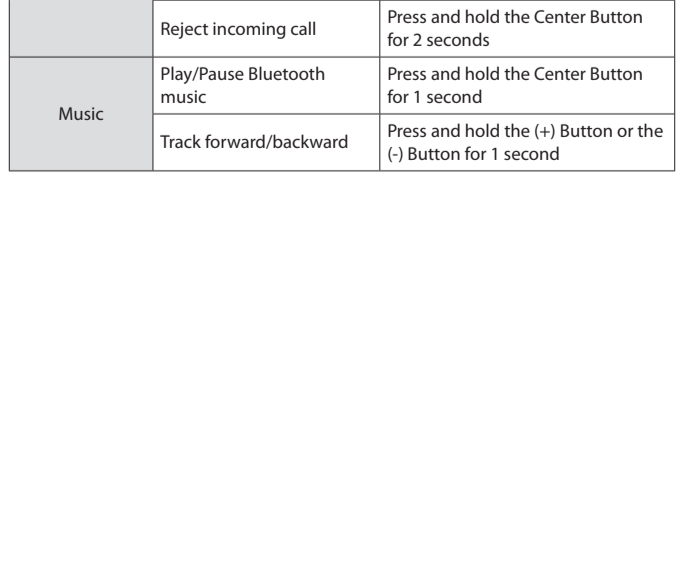 Reject incoming call
Press and hold the Center Button
for 2 seconds
Music
Play/Pause Bluetooth
music
Press and hold the Center Button
for 1 second
Track forward/backward
Press and hold the (+) Button or the
(-) Button for 1 second